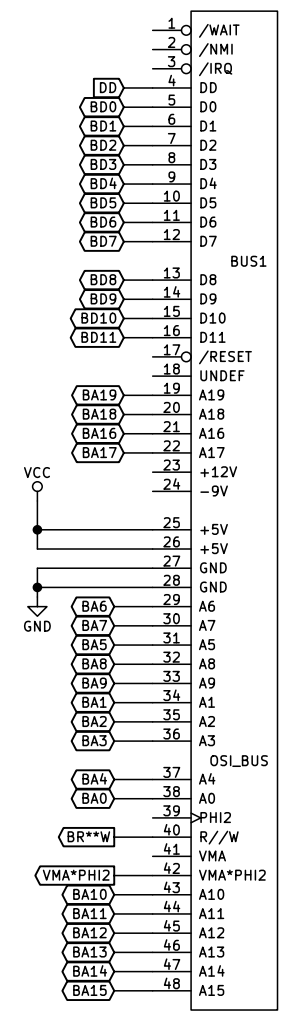 1 /WAIT
2 /NMI
3 /IRQ
DD 4 DD
BD0 5 D0
BD1 6 D1
BD2 7 D2
BD3 8 D3
BD4 9 D4
BD5 10 D5
BD6 11 D6
BD7 12 D7
BUS1
BD8 13 D8
BD9 14 D9
BD10 15 D10
BD11 16 D11
17 /RESET
18 UNDEF
BA19 19 A19
BA18 20 A18
BA16 21 A16
BA17 22 A17
VCC 23 +12V
24 -9V
25 +5V
26 +5V
27 GND
28 GND
BA6 29 A6
GND BA7 30 A7
BA5 31 A5
BA8 32 A8
BA9 33 A9
BA1 34 A1
BA2 35 A2
BA3 36 A3
OSI_BUS
BA4 37 A4
BA0 38 A0
39 PHI2
BR**W 40 R//W
41 VMA
VMA*PHI2 42 VMA*PHI2
BA10 43 A10
BA11 44 A11
BA12 45 A12
BA13 46 A13
BA14 47 A14
BA15 48 A15